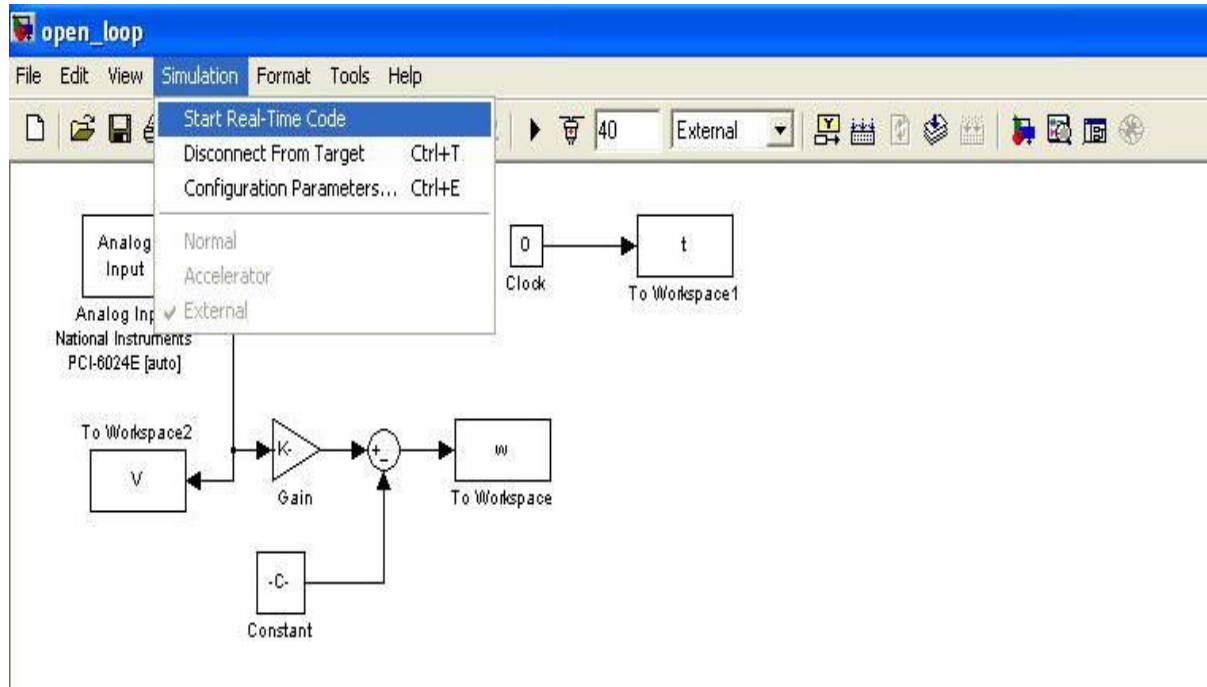 open_loop
File Edit View Simulation Format Tools Help
Start Real-Time Code
Disconnect From Target Ctrl+T
Configuration Parameters... Ctrl+E
Normal
Accelerator
External
40 External
Analog
Input
Analog Inp
National Instruments
PCI-6024E [auto]
0
Clock
t
To Workspace1
To Workspace2
V
K-
Gain
+
-
w
To Workspace
-C-
Constant